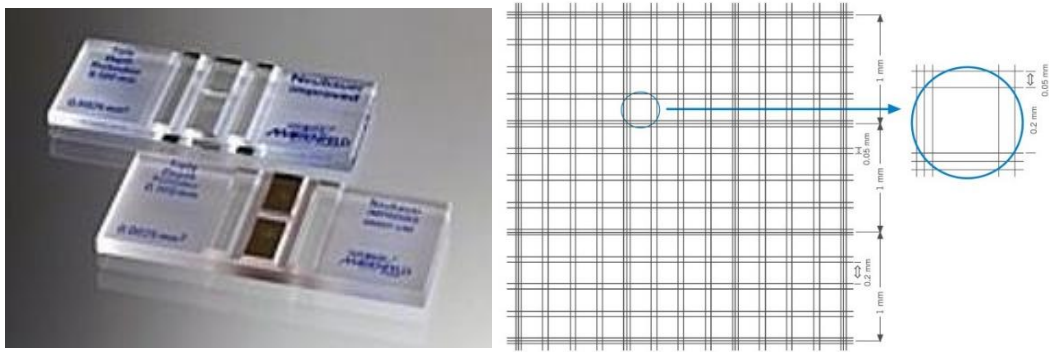 Tiefe
Depth
Profondeur
0.100 mm
0.0025 mm²
Neubauer
improved
MARIENFELD
Tiefe
0.100 mm
0.0025 mm²
Neubauer
improved
MARIENFELD
1 mm
1 mm
1 mm
0.05 mm
0.2 mm
0.05 mm
0.2 mm